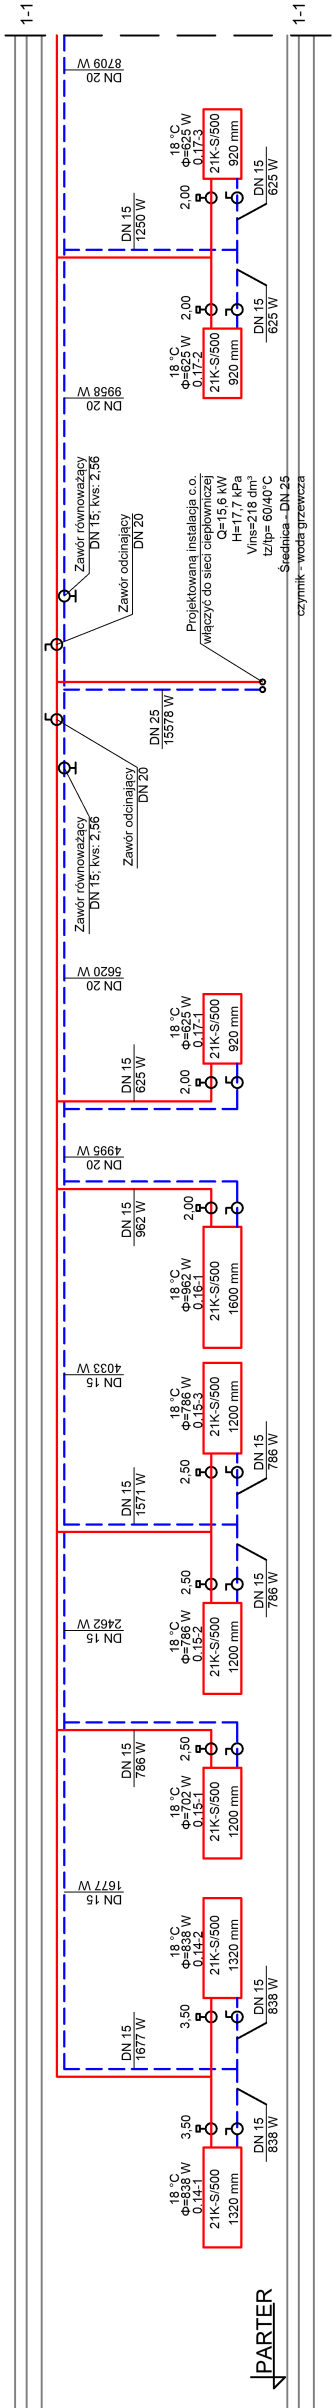 1-1
1-1
8709 W
DN 20
18 °C
Φ=625 W
0.17-3
21K-S/500
920 mm
2,00
DN 15
625 W
DN 15
1250 W
2,00
DN 15
625 W
18 °C
Φ=625 W
0.17-2
21K-S/500
920 mm
9958 W
DN 20
Zawór równoważący
DN 15; kvs: 2,56
Zawór odcinający
DN 20
Projektowaną instalację c.o.
włączyć do sieci ciepłowniczej
Q=15,6 kW
H=17,7 kPa
Vins=218 dm³
tz/tp= 60/40°C
Średnica - DN 25
czynnik - woda grzewcza
DN 25
15578 W
Zawór odcinający
DN 20
Zawór równoważący
DN 15; kvs: 2,56
5620 W
DN 20
18 °C
Φ=625 W
0.17-1
21K-S/500
920 mm
2,00
DN 15
625 W
4995 W
DN 20
DN 15
962 W
2,00
18 °C
Φ=962 W
0.16-1
21K-S/500
1600 mm
4033 W
DN 15
18 °C
Φ=786 W
0.15-3
21K-S/500
1200 mm
2,50
DN 15
786 W
DN 15
1571 W
2,50
DN 15
786 W
18 °C
Φ=786 W
0.15-2
21K-S/500
1200 mm
2462 W
DN 15
DN 15
786 W
2,50
18 °C
Φ=702 W
0.15-1
21K-S/500
1200 mm
1677 W
DN 15
18 °C
Φ=838 W
0.14-2
21K-S/500
1320 mm
3,50
DN 15
838 W
DN 15
1677 W
3,50
DN 15
838 W
18 °C
Φ=838 W
0.14-1
21K-S/500
1320 mm
PARTER